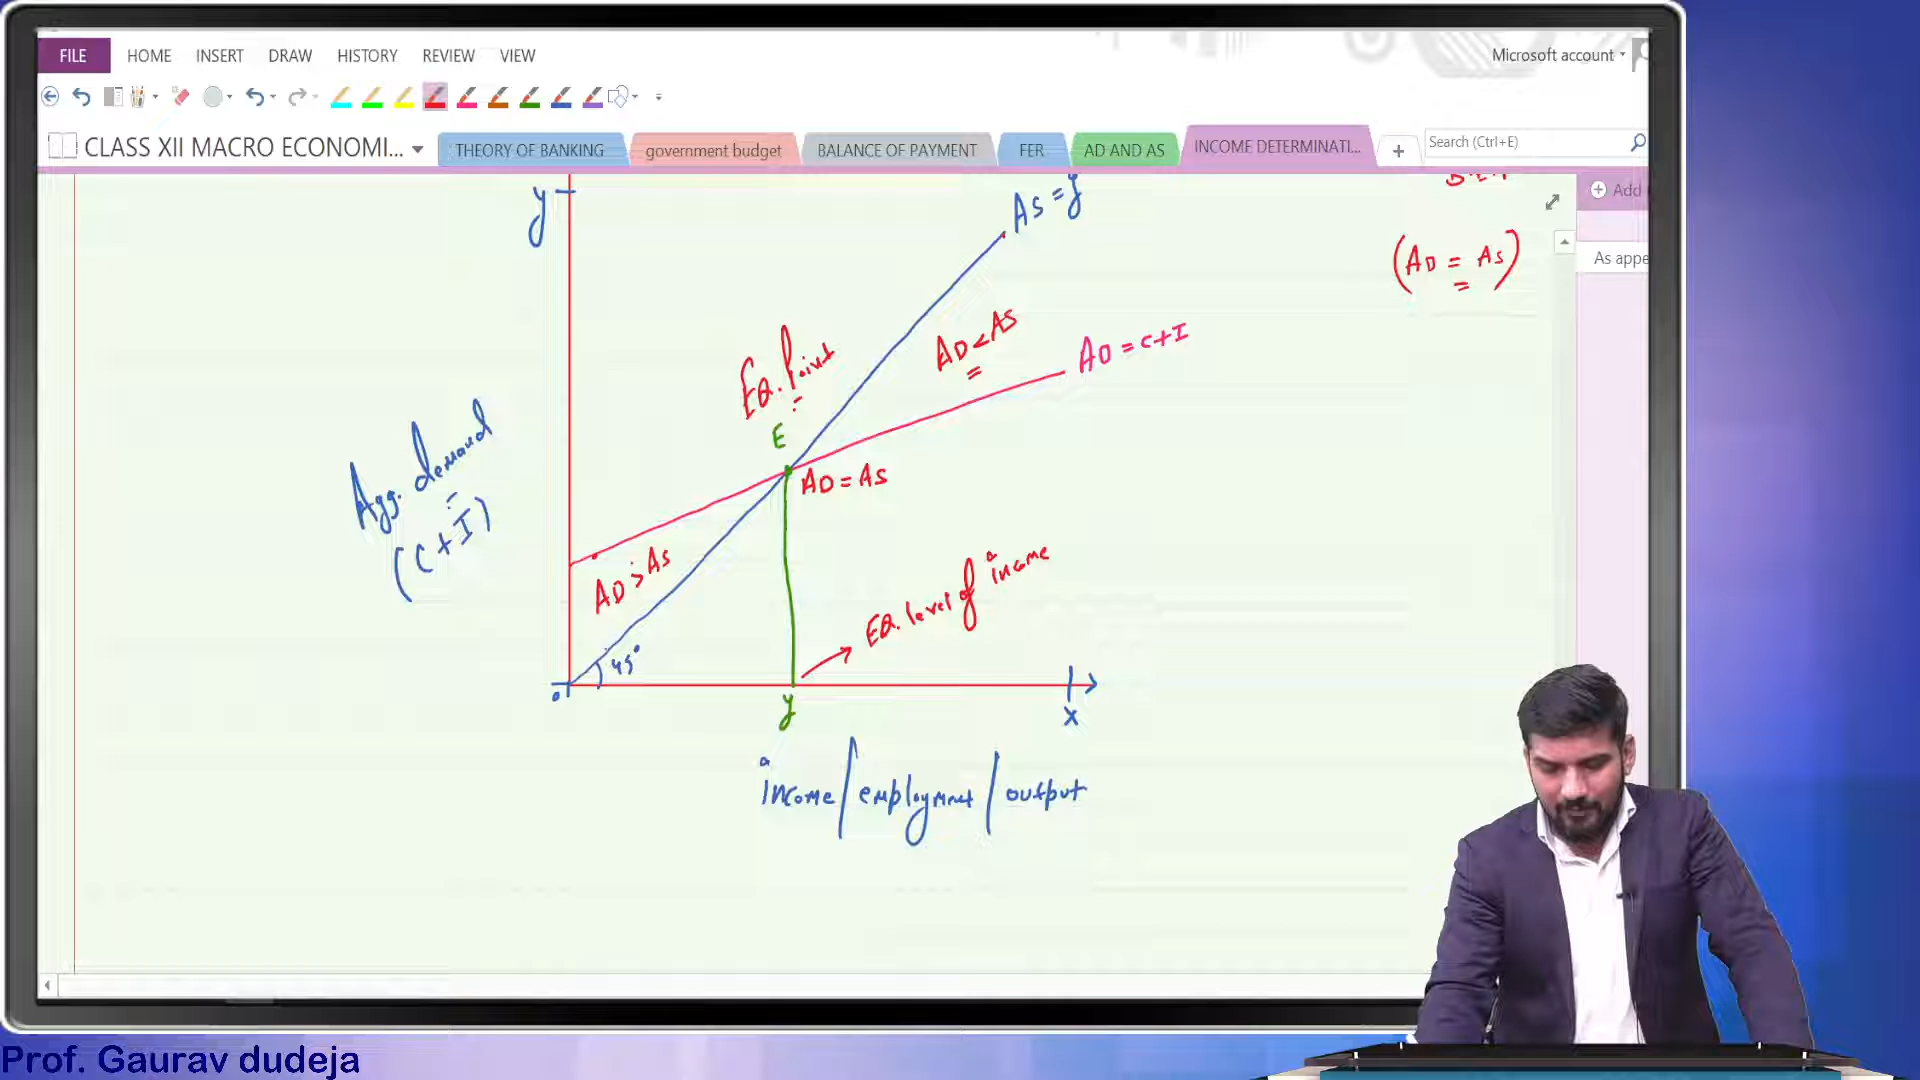 FILE HOME INSERT DRAW HISTORY REVIEW VIEW Microsoft account
CLASS XII MACRO ECONOMI... THEORY OF BANKING government budget BALANCE OF PAYMENT FER AD AND AS INCOME DETERMINATI... + Search (Ctrl+E)
Add
As appe
y
AS = y
(AD = AS)
AD < AS
AD = C+I
EQ. Point
E
AD = AS
Agg. demand
(C+I)
AD > AS
EQ. level of income
45°
o
y
x
income/employment/output
Prof. Gaurav dudeja